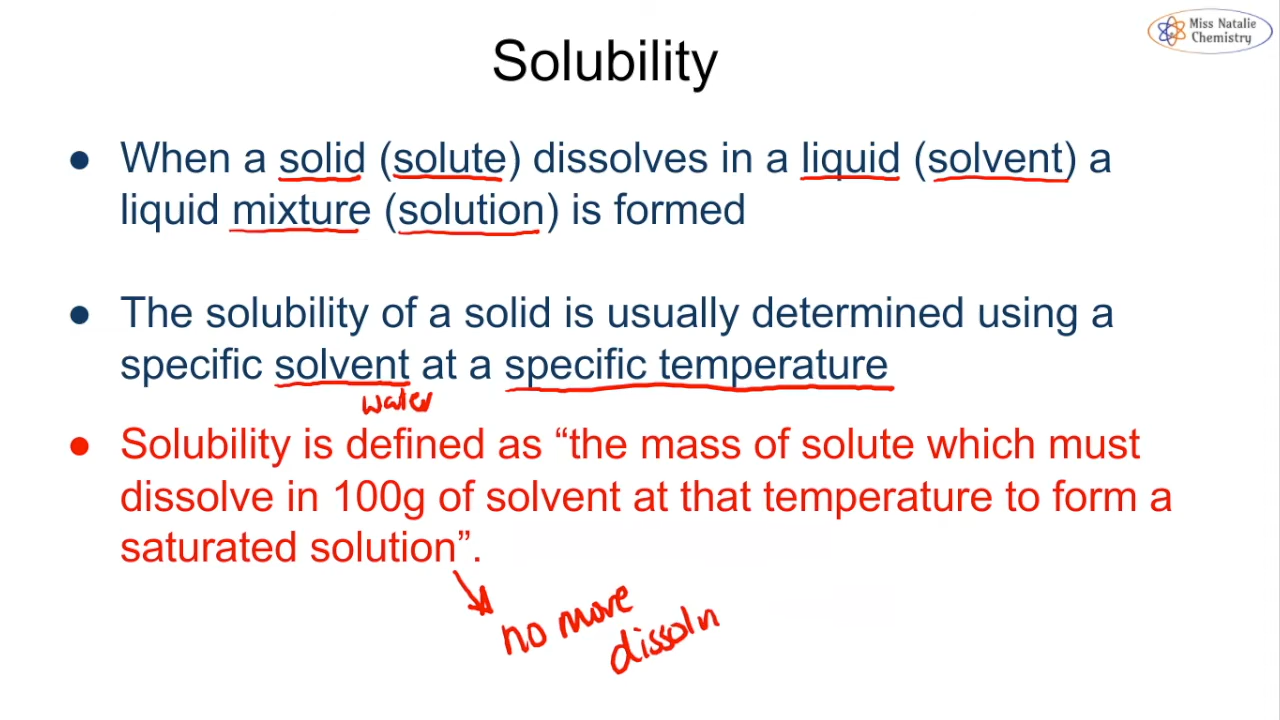 Miss Natalie
Chemistry
Solubility
● When a solid (solute) dissolves in a liquid (solvent) a
liquid mixture (solution) is formed
● The solubility of a solid is usually determined using a
specific solvent at a specific temperature
water
● Solubility is defined as “the mass of solute which must
dissolve in 100g of solvent at that temperature to form a
saturated solution”.
no more
dissoln